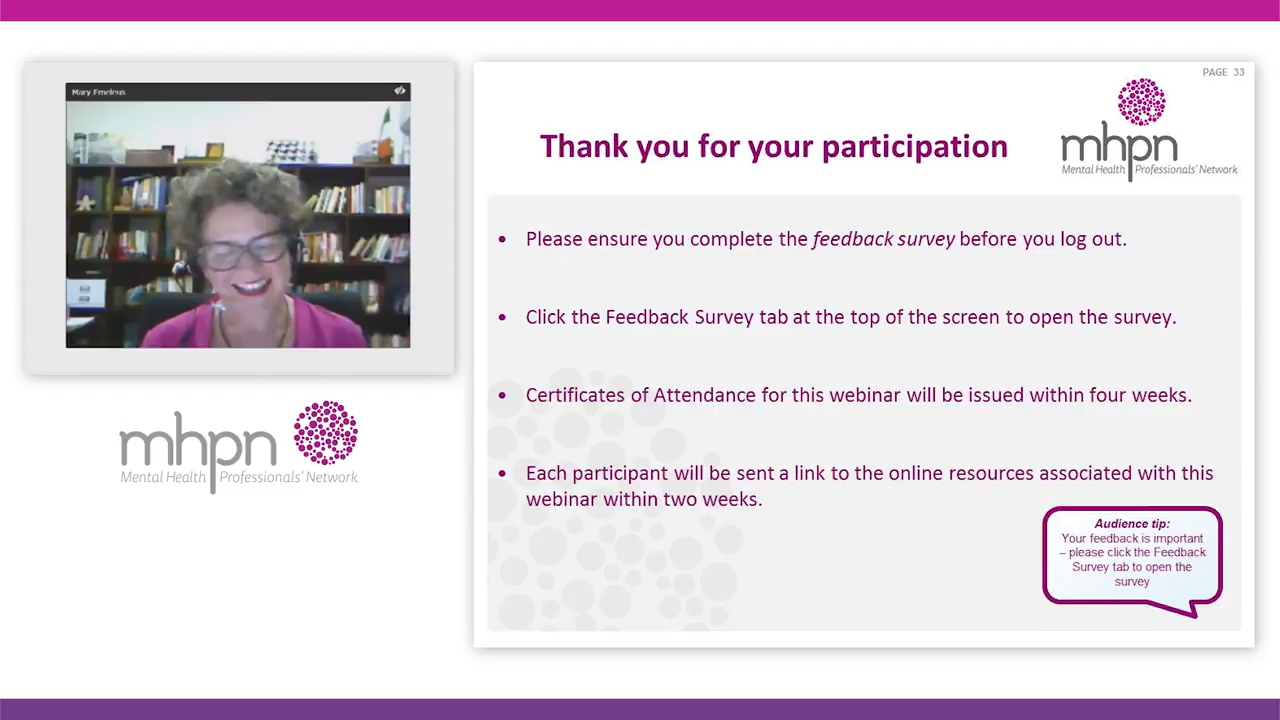 PAGE 33
Mary Emeleus
Thank you for your participation
mhpn
Mental Health Professionals' Network
• Please ensure you complete the feedback survey before you log out.
• Click the Feedback Survey tab at the top of the screen to open the survey.
• Certificates of Attendance for this webinar will be issued within four weeks.
• Each participant will be sent a link to the online resources associated with this
webinar within two weeks.
Audience tip:
Your feedback is important
– please click the Feedback
Survey tab to open the
survey
mhpn
Mental Health Professionals' Network